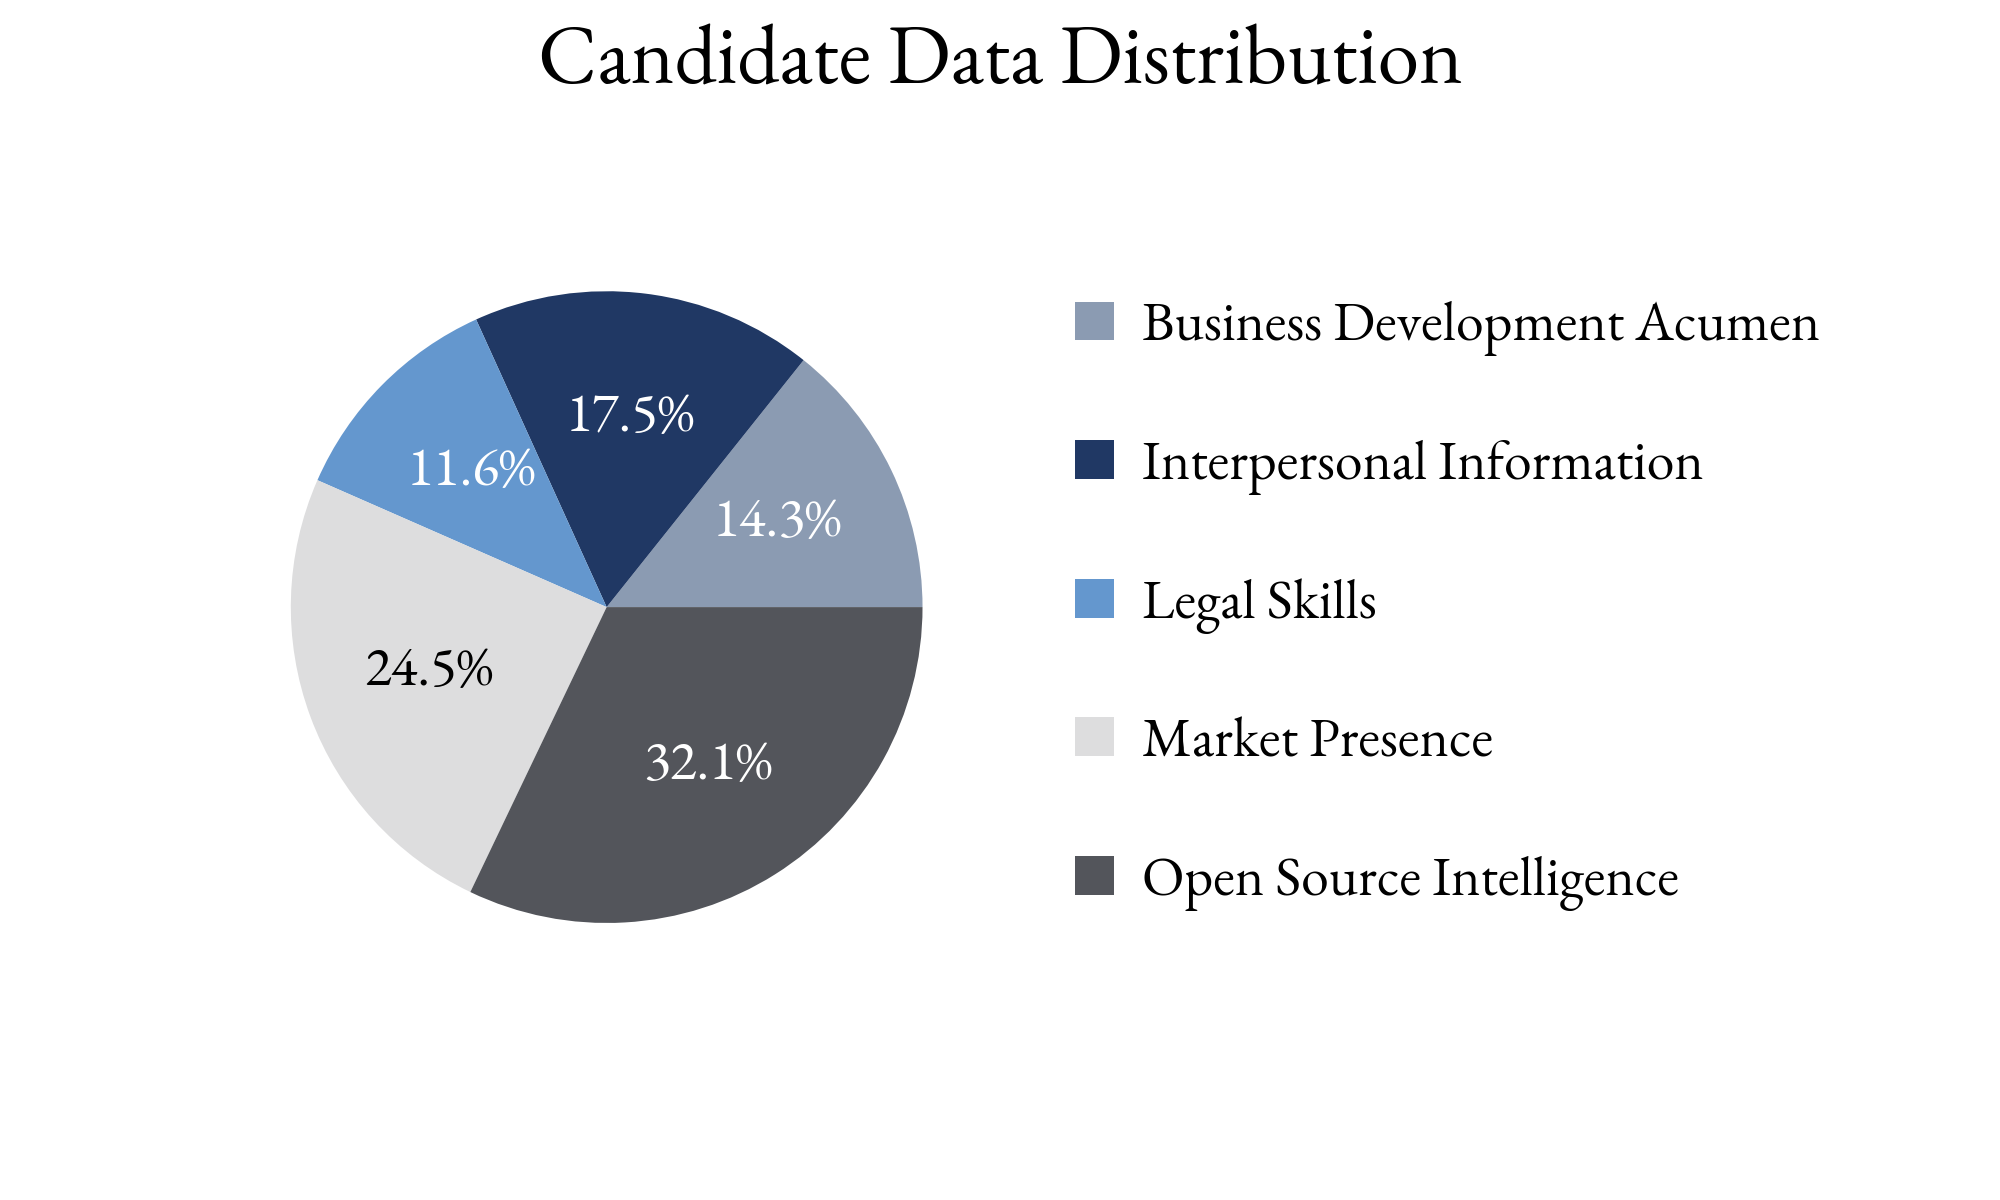 Candidate Data Distribution
17.5%
11.6%
14.3%
24.5%
32.1%
Business Development Acumen
Interpersonal Information
Legal Skills
Market Presence
Open Source Intelligence